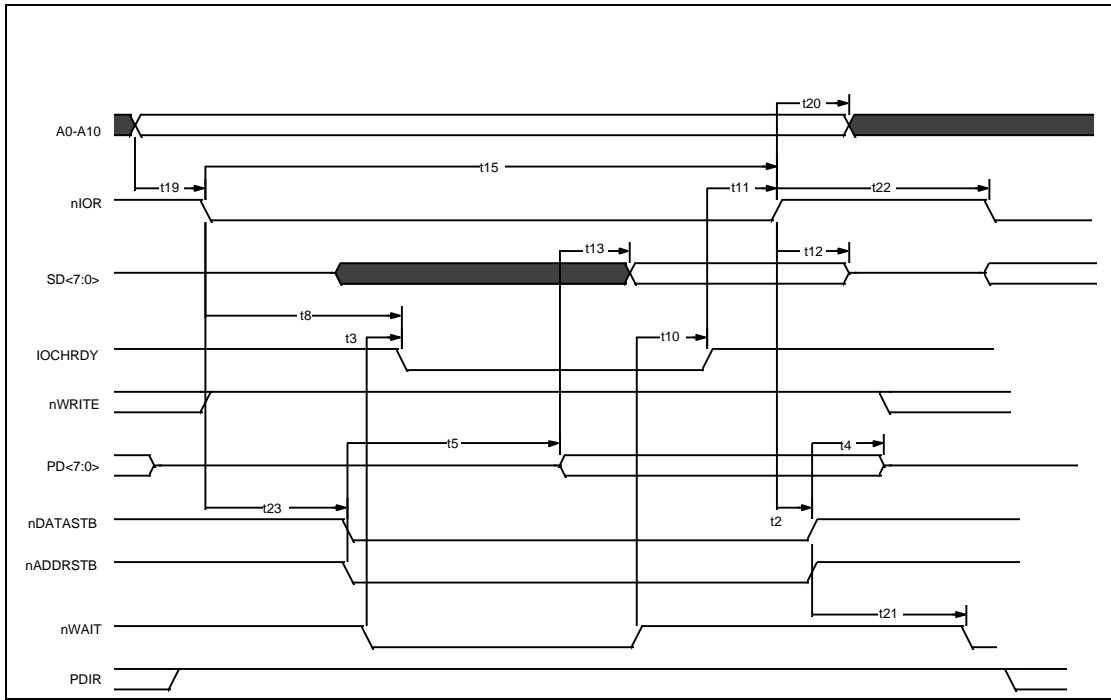 t20
A0-A10
t15
t19
t11
t22
nIOR
t13
t12
SD<7:0>
t8
t3
t10
IOCHRDY
nWRITE
t5
t4
PD<7:0>
t23
t2
nDATASTB
nADDRSTB
t21
nWAIT
PDIR